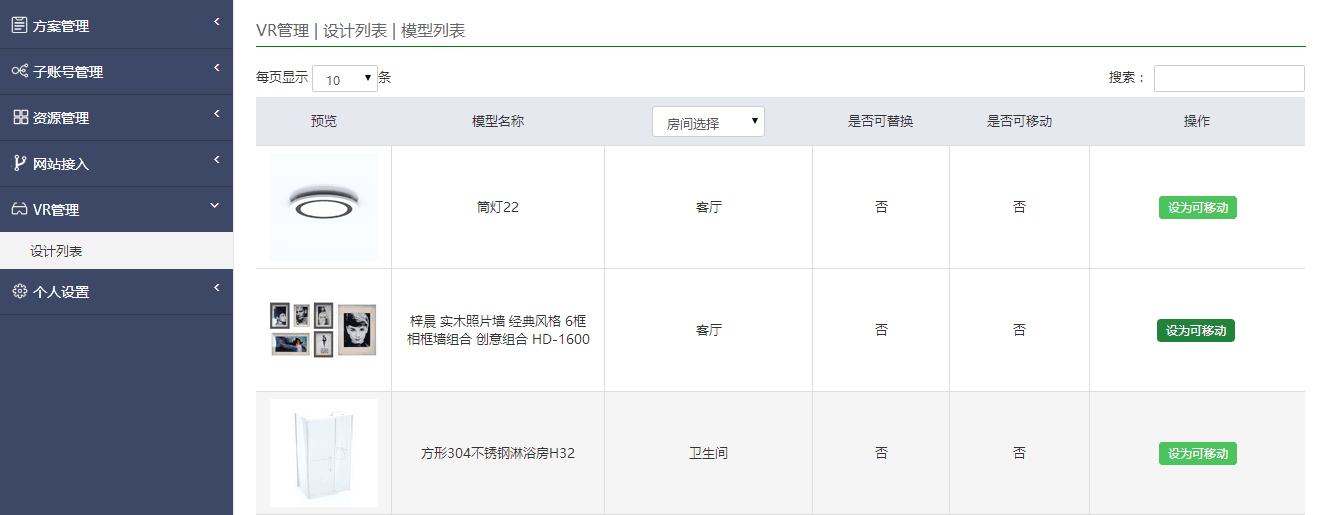 方案管理
子账号管理
资源管理
网站接入
VR管理
设计列表
个人设置
VR管理 | 设计列表 | 模型列表
每页显示 10 条
搜索：
预览 模型名称 房间选择 是否可替换 是否可移动 操作
筒灯22 客厅 否 否 设为可移动
梓晨 实木照片墙 经典风格 6框
相框墙组合 创意组合 HD-1600
客厅 否 否 设为可移动
方形304不锈钢淋浴房H32 卫生间 否 否 设为可移动